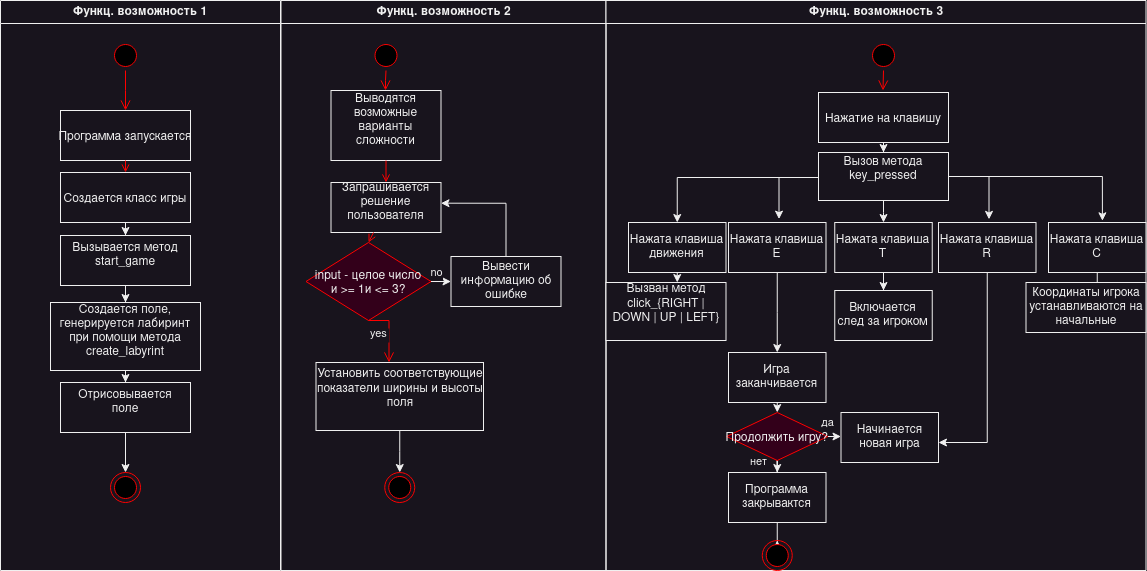 Функц. возможность 1
Программа запускается
Создается класс игры
Вызывается метод
start_game
Создается поле,
генерируется лабиринт
при помощи метода
create_labyrint
Отрисовывается
поле
Функц. возможность 2
Выводятся
возможные
варианты
сложности
Запрашивается
решение
пользователя
input - целое число
и >= 1и <= 3?
no
Вывести
информацию об
ошибке
yes
Установить соответствующие
показатели ширины и высоты
поля
Функц. возможность 3
Нажатие на клавишу
Вызов метода
key_pressed
Нажата клавиша
движения
Нажата клавиша
E
Нажата клавиша
T
Нажата клавиша
R
Нажата клавиша
C
Вызван метод
click_{RIGHT |
DOWN | UP | LEFT}
Включается
след за игроком
Координаты игрока
устанавливаются на
начальные
Игра
заканчивается
Продолжить игру?
да
Начинается
новая игра
нет
Программа
закрывактся